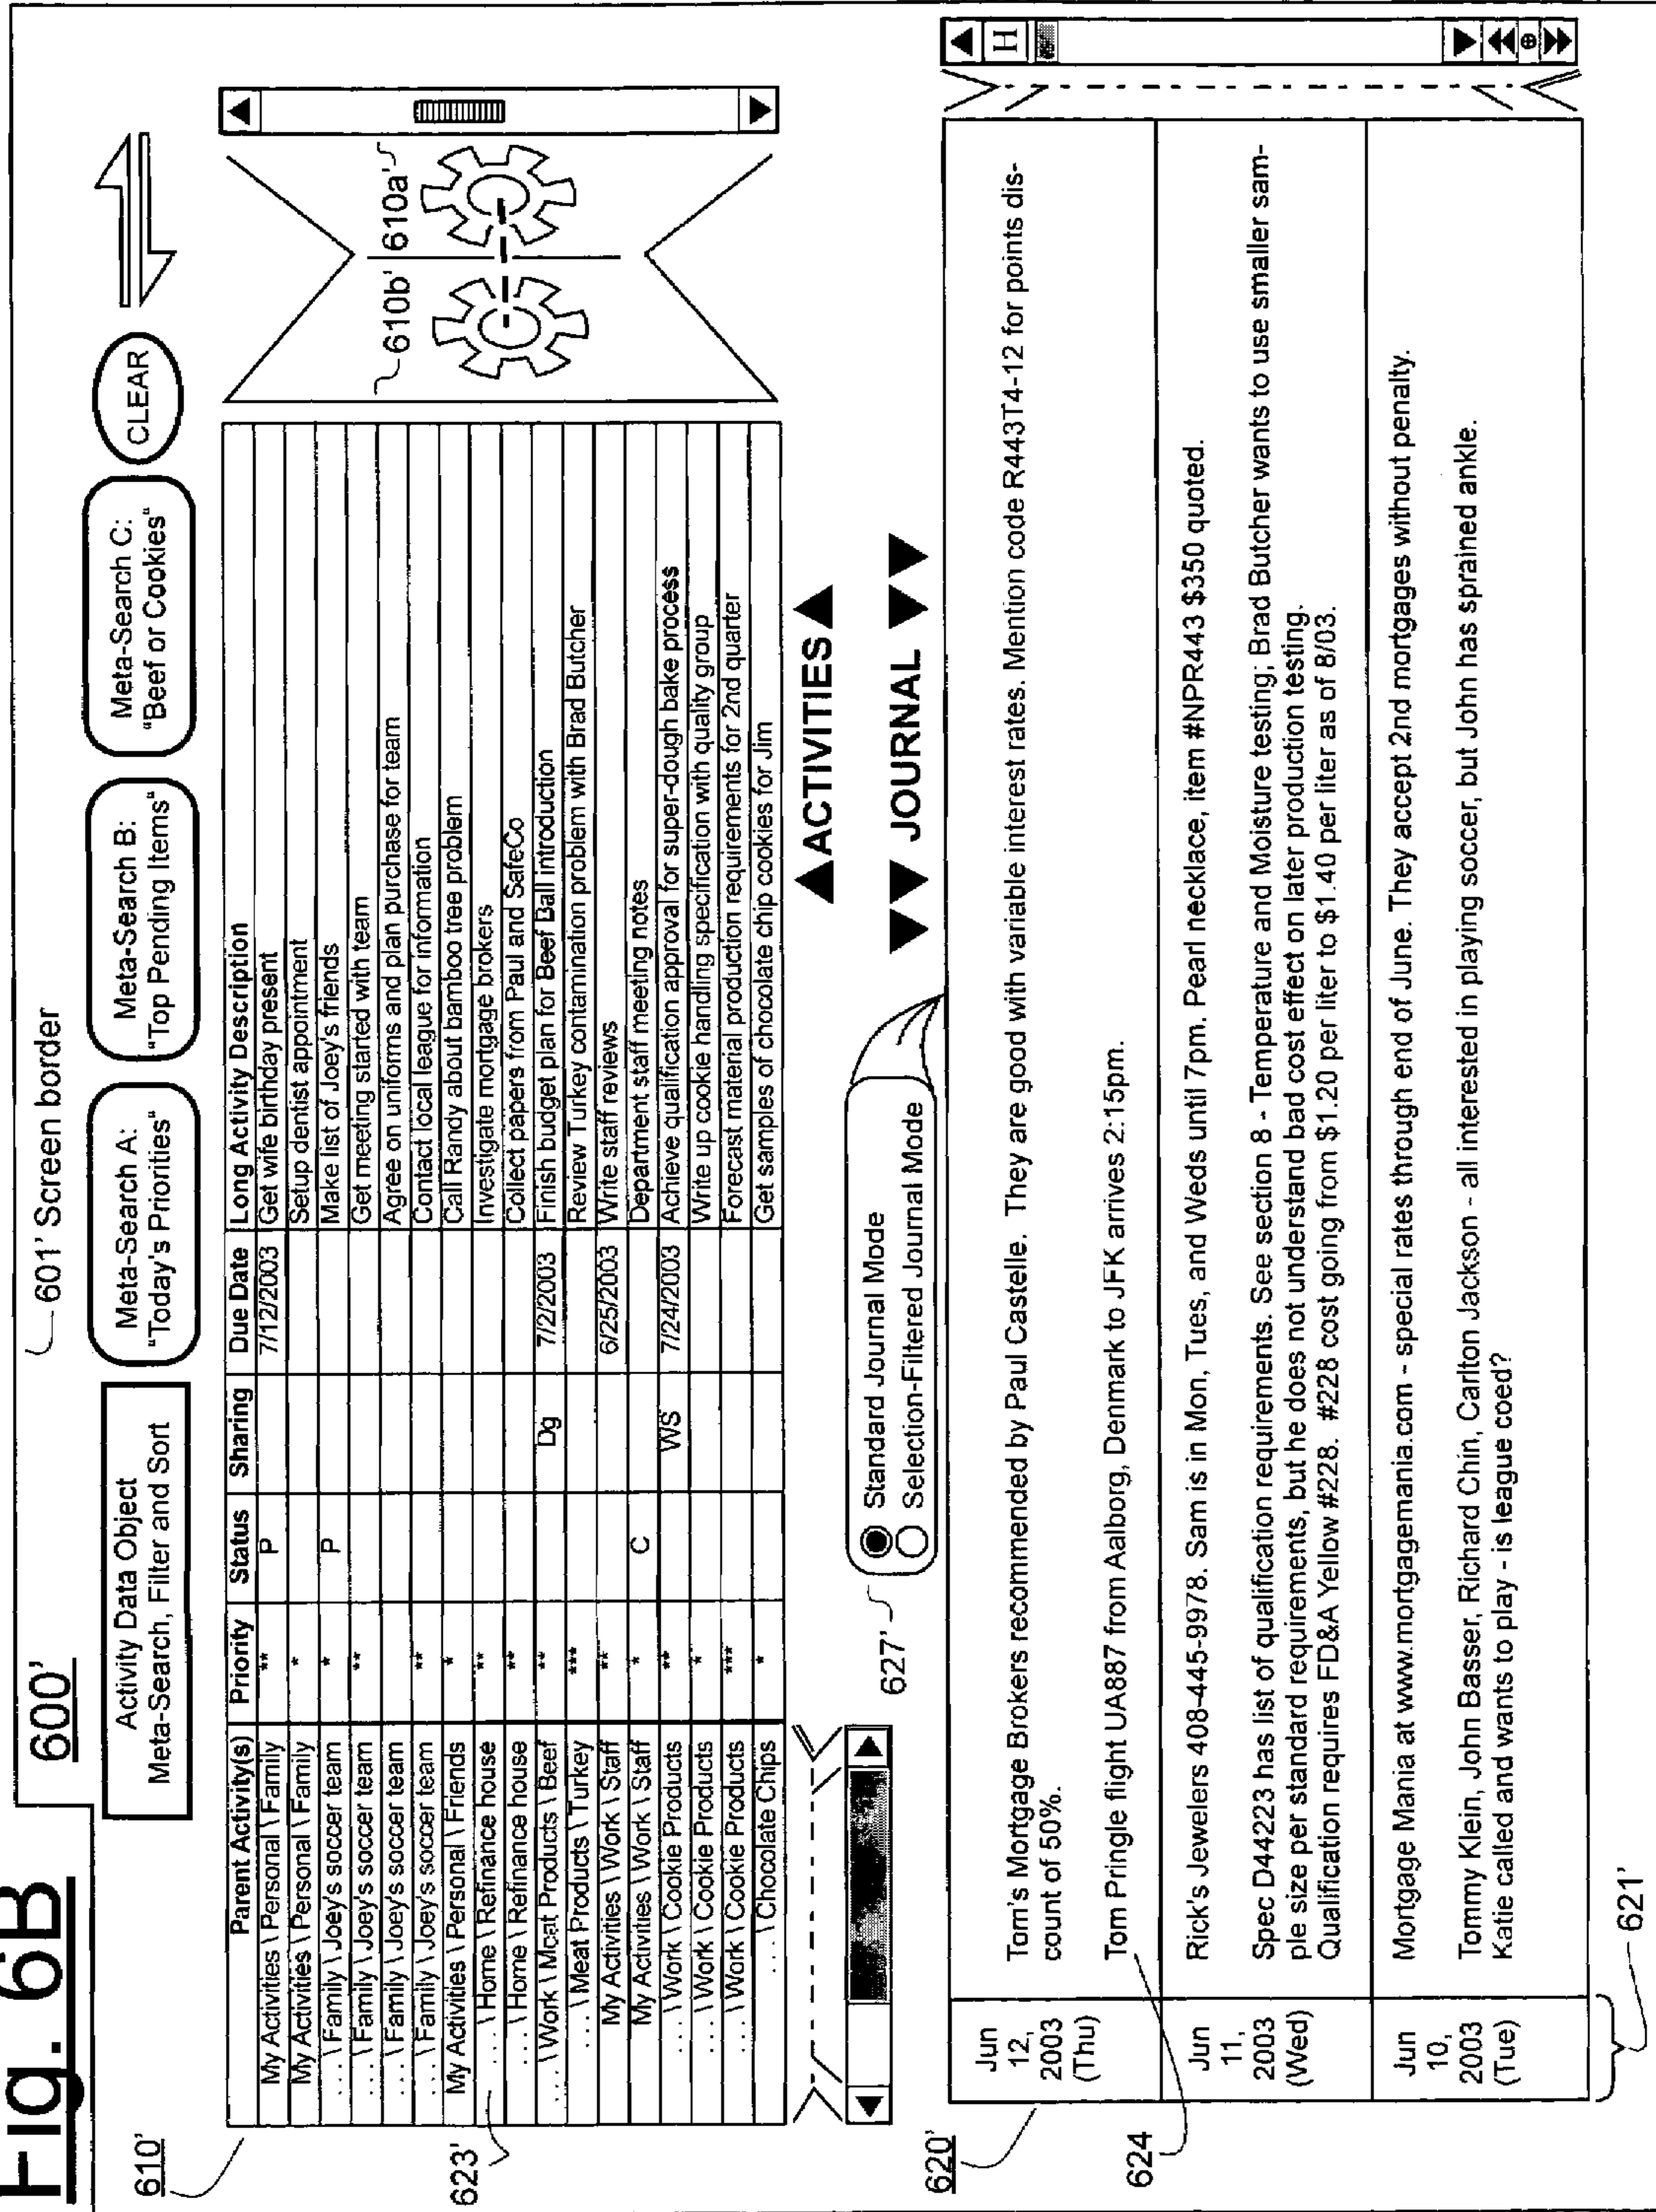 Fig. 6B
600'
601' Screen border
Activity Data Object
Meta-Search, Filter and Sort
Meta-Search A:
"Today's Priorities"
Meta-Search B:
"Top Pending Items"
Meta-Search C:
"Beef or Cookies"
CLEAR
610'
Parent Activity(s) Priority Status Sharing Due Date Long Activity Description
My Activities \ Personal \ Family ** P 7/12/2003 Get wife birthday present
My Activities \ Personal \ Family * Setup dentist appointment
... \ Family \ Joey's soccer team * P Make list of Joey's friends
... \ Family \ Joey's soccer team ** Get meeting started with team
... \ Family \ Joey's soccer team Agree on uniforms and plan purchase for team
... \ Family \ Joey's soccer team ** Contact local league for information
My Activities \ Personal \ Friends * Call Randy about bamboo tree problem
... \ Home \ Refinance house ** Investigate mortgage brokers
... \ Home \ Refinance house ** Collect papers from Paul and SafeCo
... \ Work \ Meat Products \ Beef ** Dg 7/2/2003 Finish budget plan for Beef Ball introduction
... \ Meat Products \ Turkey *** Review Turkey contamination problem with Brad Butcher
My Activities \ Work \ Staff ** 6/25/2003 Write staff reviews
My Activities \ Work \ Staff * C Department staff meeting notes
... \ Work \ Cookie Products ** WS 7/24/2003 Achieve qualification approval for super-dough bake process
... \ Work \ Cookie Products * Write up cookie handling specification with quality group
... \ Work \ Cookie Products *** Forecast material production requirements for 2nd quarter
... \ Chocolate Chips * Get samples of chocolate chip cookies for Jim
610b' 610a'
623'
ACTIVITIES
JOURNAL
627'
Standard Journal Mode
Selection-Filtered Journal Mode
H
620'
Jun
12,
2003
(Thu)
Tom's Mortgage Brokers recommended by Paul Castelle. They are good with variable interest rates. Mention code R443T4-12 for points dis-
count of 50%.
Tom Pringle flight UA887 from Aalborg, Denmark to JFK arrives 2:15pm.
624
Jun
11,
2003
(Wed)
Rick's Jewelers 408-445-9978. Sam is in Mon, Tues, and Weds until 7pm. Pearl necklace, item #NPR443 $350 quoted.
Spec D44223 has list of qualification requirements. See section 8 - Temperature and Moisture testing; Brad Butcher wants to use smaller sam-
ple size per standard requirements, but he does not understand bad cost effect on later production testing.
Qualification requires FD&A Yellow #228. #228 cost going from $1.20 per liter to $1.40 per liter as of 8/03.
Jun
10,
2003
(Tue)
Mortgage Mania at www.mortgagemania.com - special rates through end of June. They accept 2nd mortgages without penalty.
Tommy Klein, John Basser, Richard Chin, Carlton Jackson - all interested in playing soccer, but John has sprained ankle.
Katie called and wants to play - is league coed?
621'